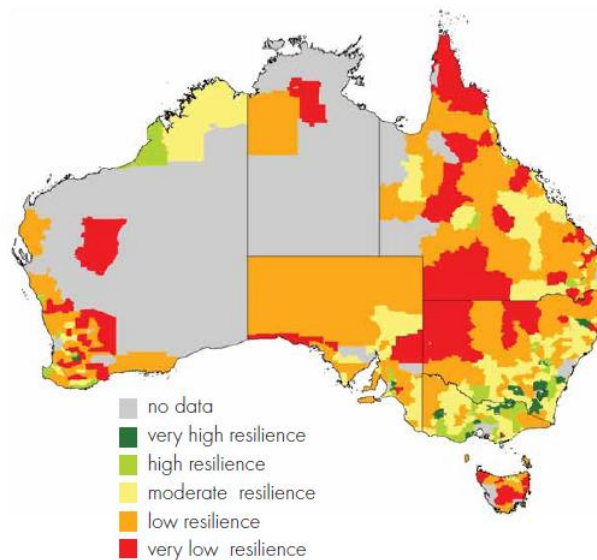 no data
very high resilience
high resilience
moderate resilience
low resilience
very low resilience